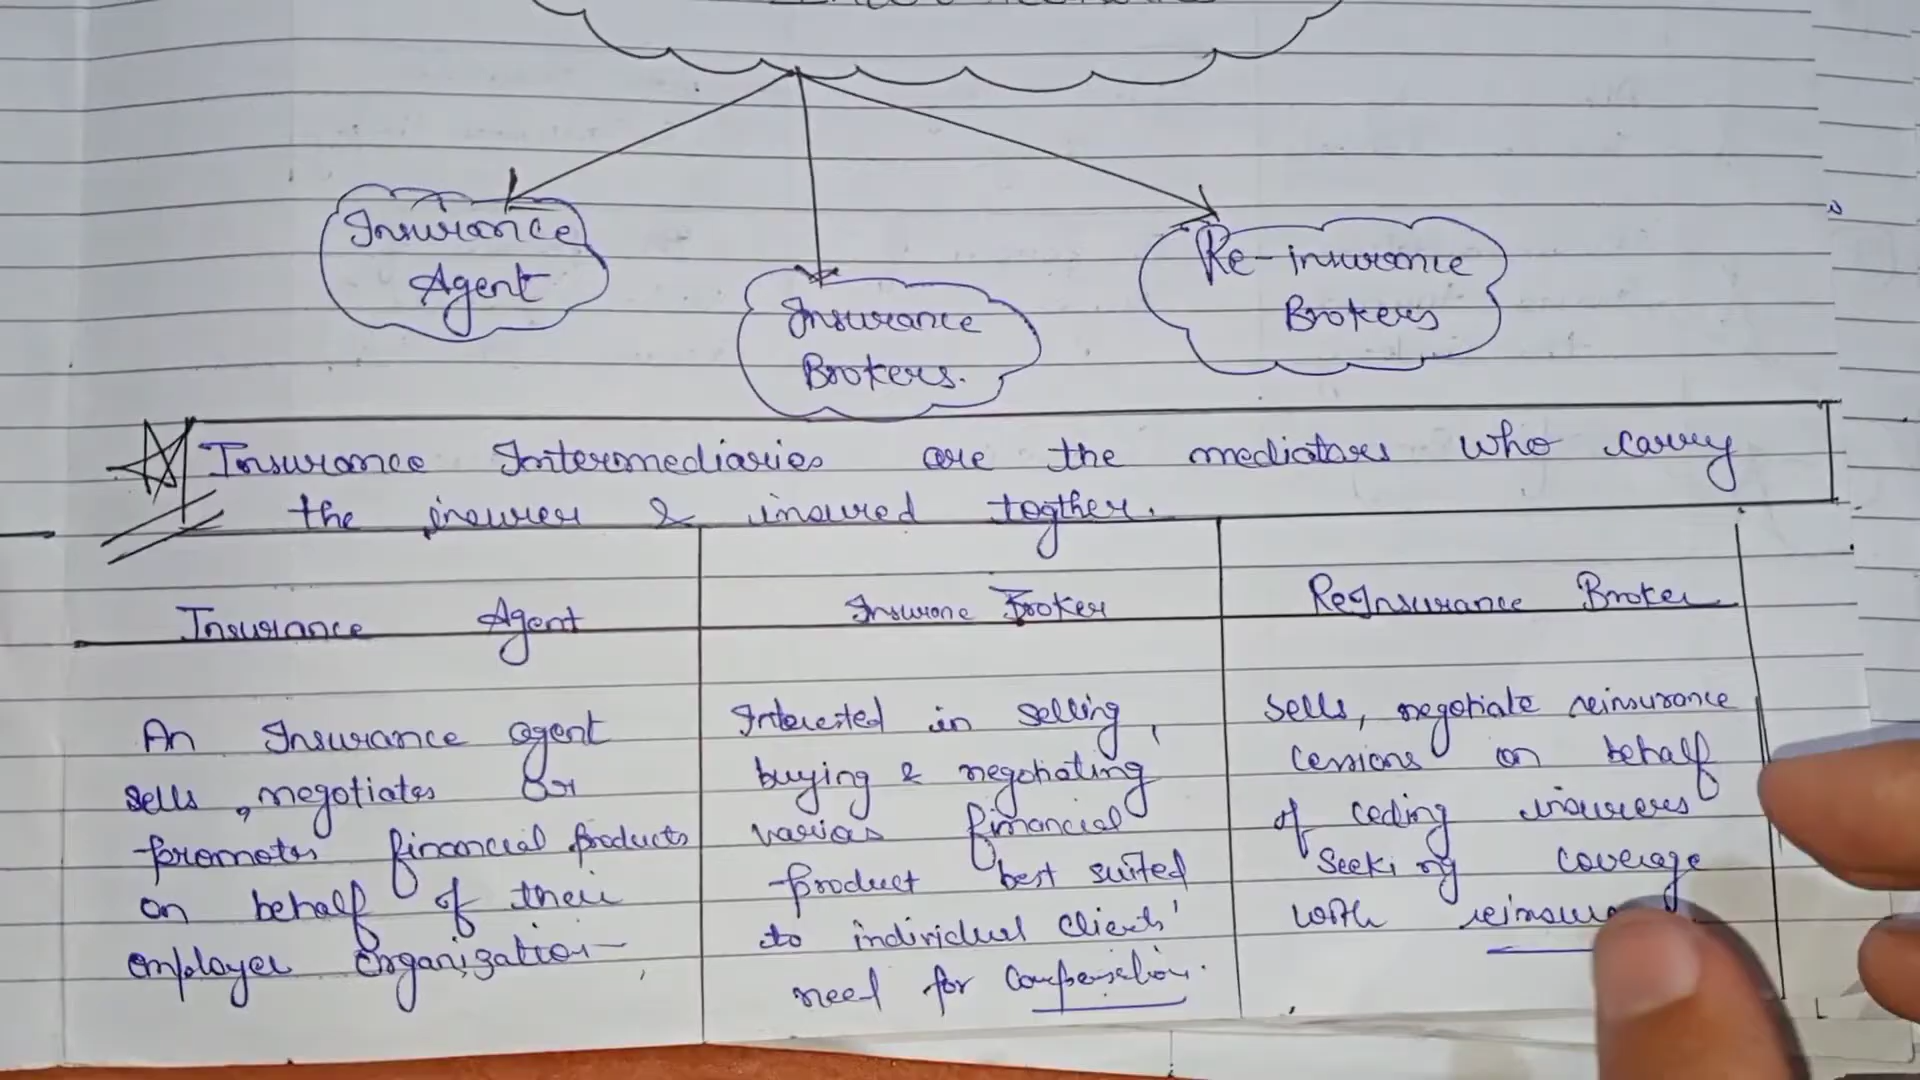 Insurance
Agent
Insurance
Brokers.
Re-insurance
Brokers
Insurance Intermediaries are the mediators who carry
the insurer & insured togther.
Insurance Agent
An Insurance agent
sells, negotiates or
promotes financial products
on behalf of their
employer Organization
Insurane Broker
Interested in selling,
buying & negotiating
varios financial
product best suited
to individual clients'
need for Compensation.
ReInsurance Broker
Sells, negotiate reinsurance
cessions on behalf
of ceding insurers
seeking coverage
with